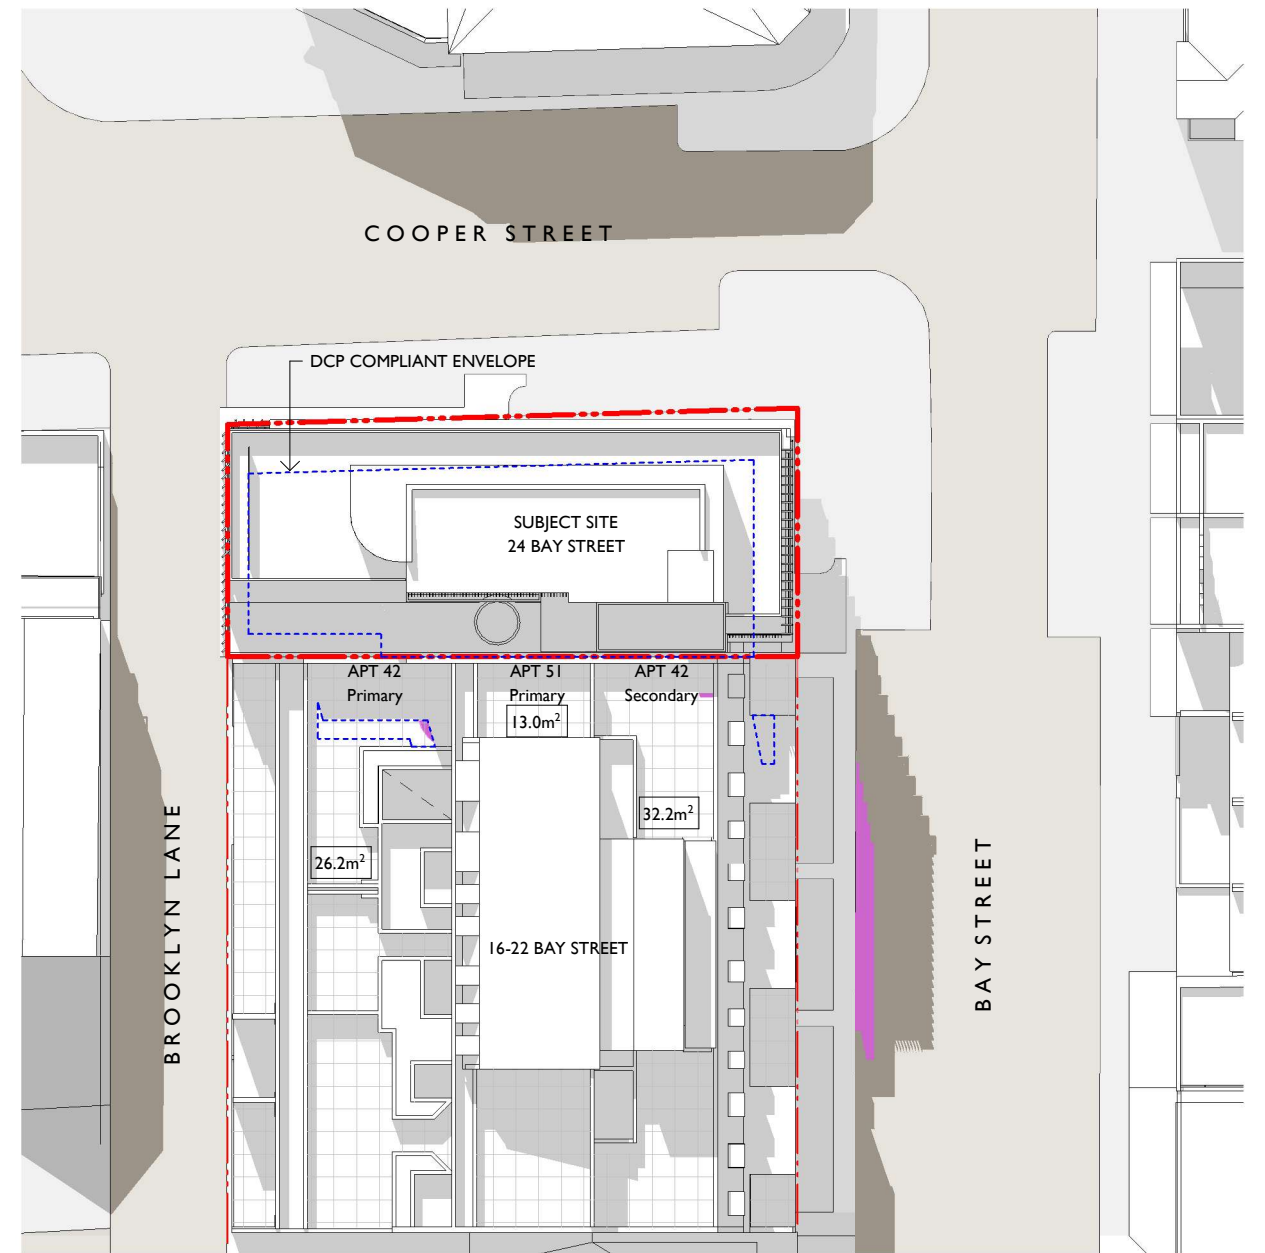 COOPER STREET
DCP COMPLIANT ENVELOPE
SUBJECT SITE
24 BAY STREET
APT 42
Primary
APT 51
Primary
13.0m²
APT 42
Secondary
32.2m²
26.2m²
16-22 BAY STREET
BROOKLYN LANE
BAY STREET